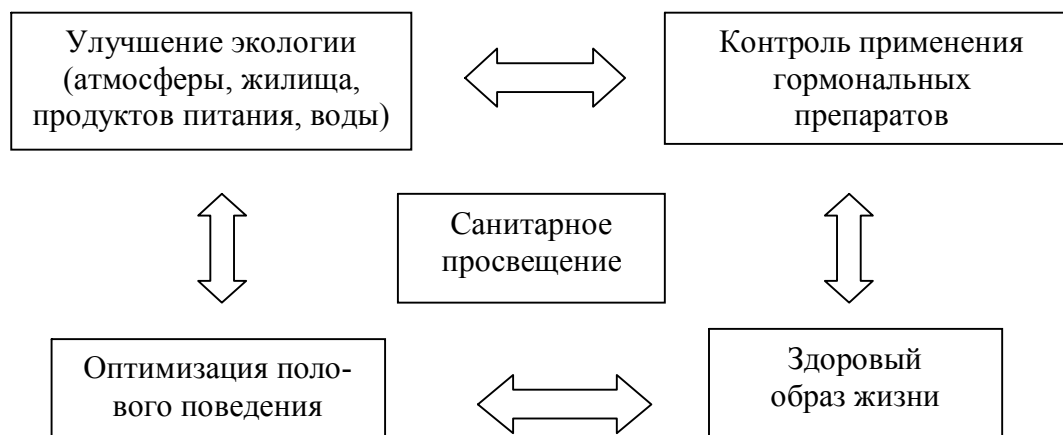 Улучшение экологии
(атмосферы, жилища,
продуктов питания, воды)
Контроль применения
гормональных
препаратов
Санитарное
просвещение
Оптимизация поло-
вого поведения
Здоровый
образ жизни